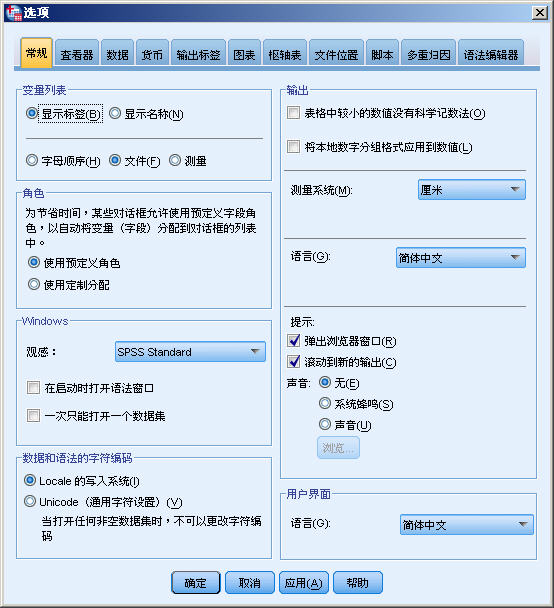 选项
常规 查看器 数据 货币 输出标签 图表 枢轴表 文件位置 脚本 多重归因 语法编辑器
变量列表
显示标签(B) 显示名称(N)
字母顺序(H) 文件(F) 测量
角色
为节省时间，某些对话框允许使用预定义字段角
色，以自动将变量（字段）分配到对话框的列表
中。
使用预定义角色
使用定制分配
Windows
观感： SPSS Standard
在启动时打开语法窗口
一次只能打开一个数据集
数据和语法的字符编码
Locale 的写入系统(I)
Unicode（通用字符设置）(V)
当打开任何非空数据集时，不可以更改字符编
码
输出
表格中较小的数值没有科学记数法(O)
将本地数字分组格式应用到数值(L)
测量系统(M): 厘米
语言(G): 简体中文
提示:
弹出浏览器窗口(R)
滚动到新的输出(C)
声音: 无(E)
系统蜂鸣(S)
声音(U)
浏览...
用户界面
语言(G): 简体中文
确定 取消 应用(A) 帮助